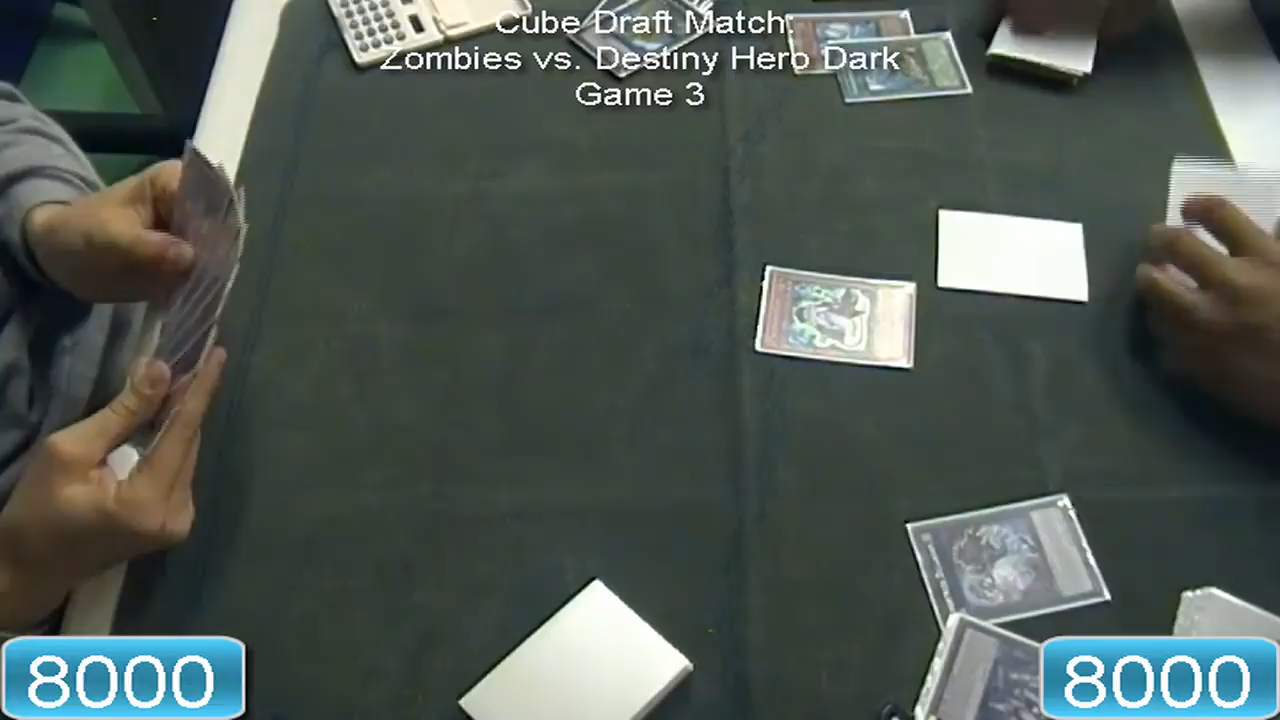 Cube Draft Match:
Zombies vs. Destiny Hero Dark
Game 3
8000
8000